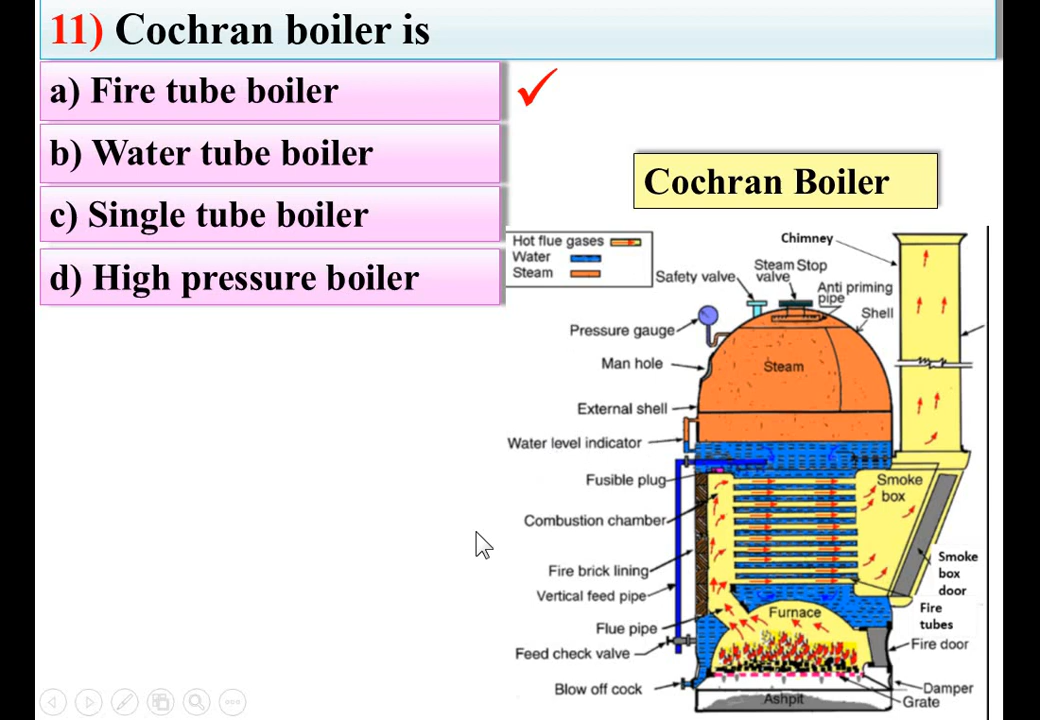 11) Cochran boiler is
a) Fire tube boiler
b) Water tube boiler
c) Single tube boiler
d) High pressure boiler
Cochran Boiler
Hot flue gases
Water
Steam
Chimney
Safety valve
Steam Stop
valve
Anti priming
pipe
Shell
Pressure gauge
Man hole
Steam
External shell
Water level indicator
Fusible plug
Smoke
box
Combustion chamber
Fire brick lining
Smoke
box
door
Vertical feed pipe
Fire
tubes
Furnace
Flue pipe
Fire door
Feed check valve
Blow off cock
Damper
Ashpit
Grate